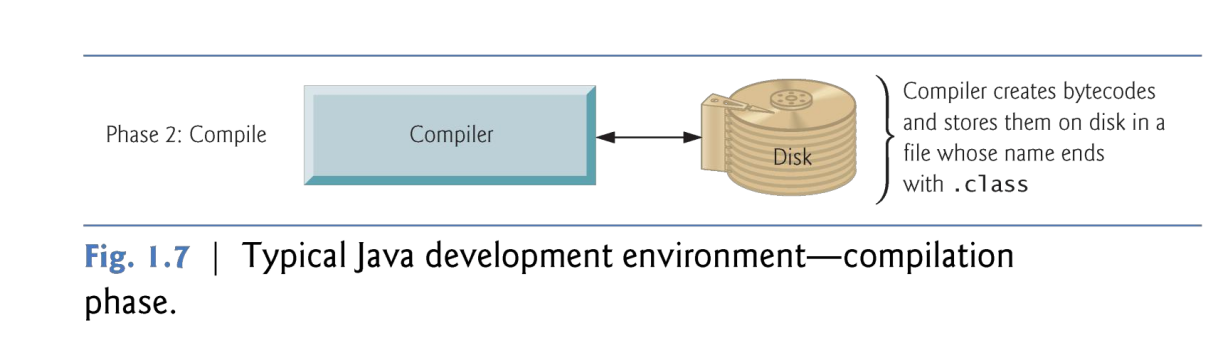 Phase 2: Compile
Compiler
Disk
Compiler creates bytecodes
and stores them on disk in a
file whose name ends
with .class
Fig. 1.7 | Typical Java development environment—compilation
phase.